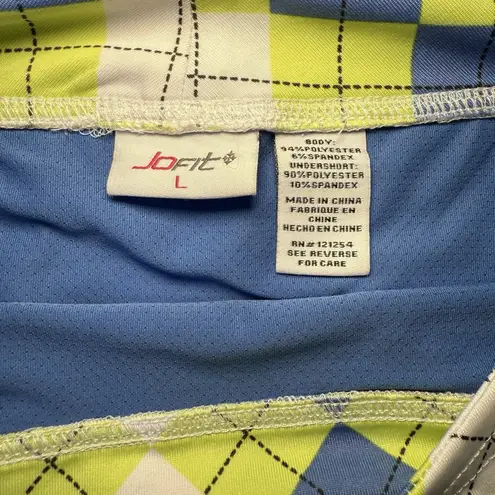 JOFit
L
BODY:
94%POLYESTER
6%SPANDEX
UNDERSHORT:
90%POLYESTER
10%SPANDEX
MADE IN CHINA
FABRIQUE EN
CHINE
HECHO EN CHINE
RN# 121254
SEE REVERSE
FOR CARE